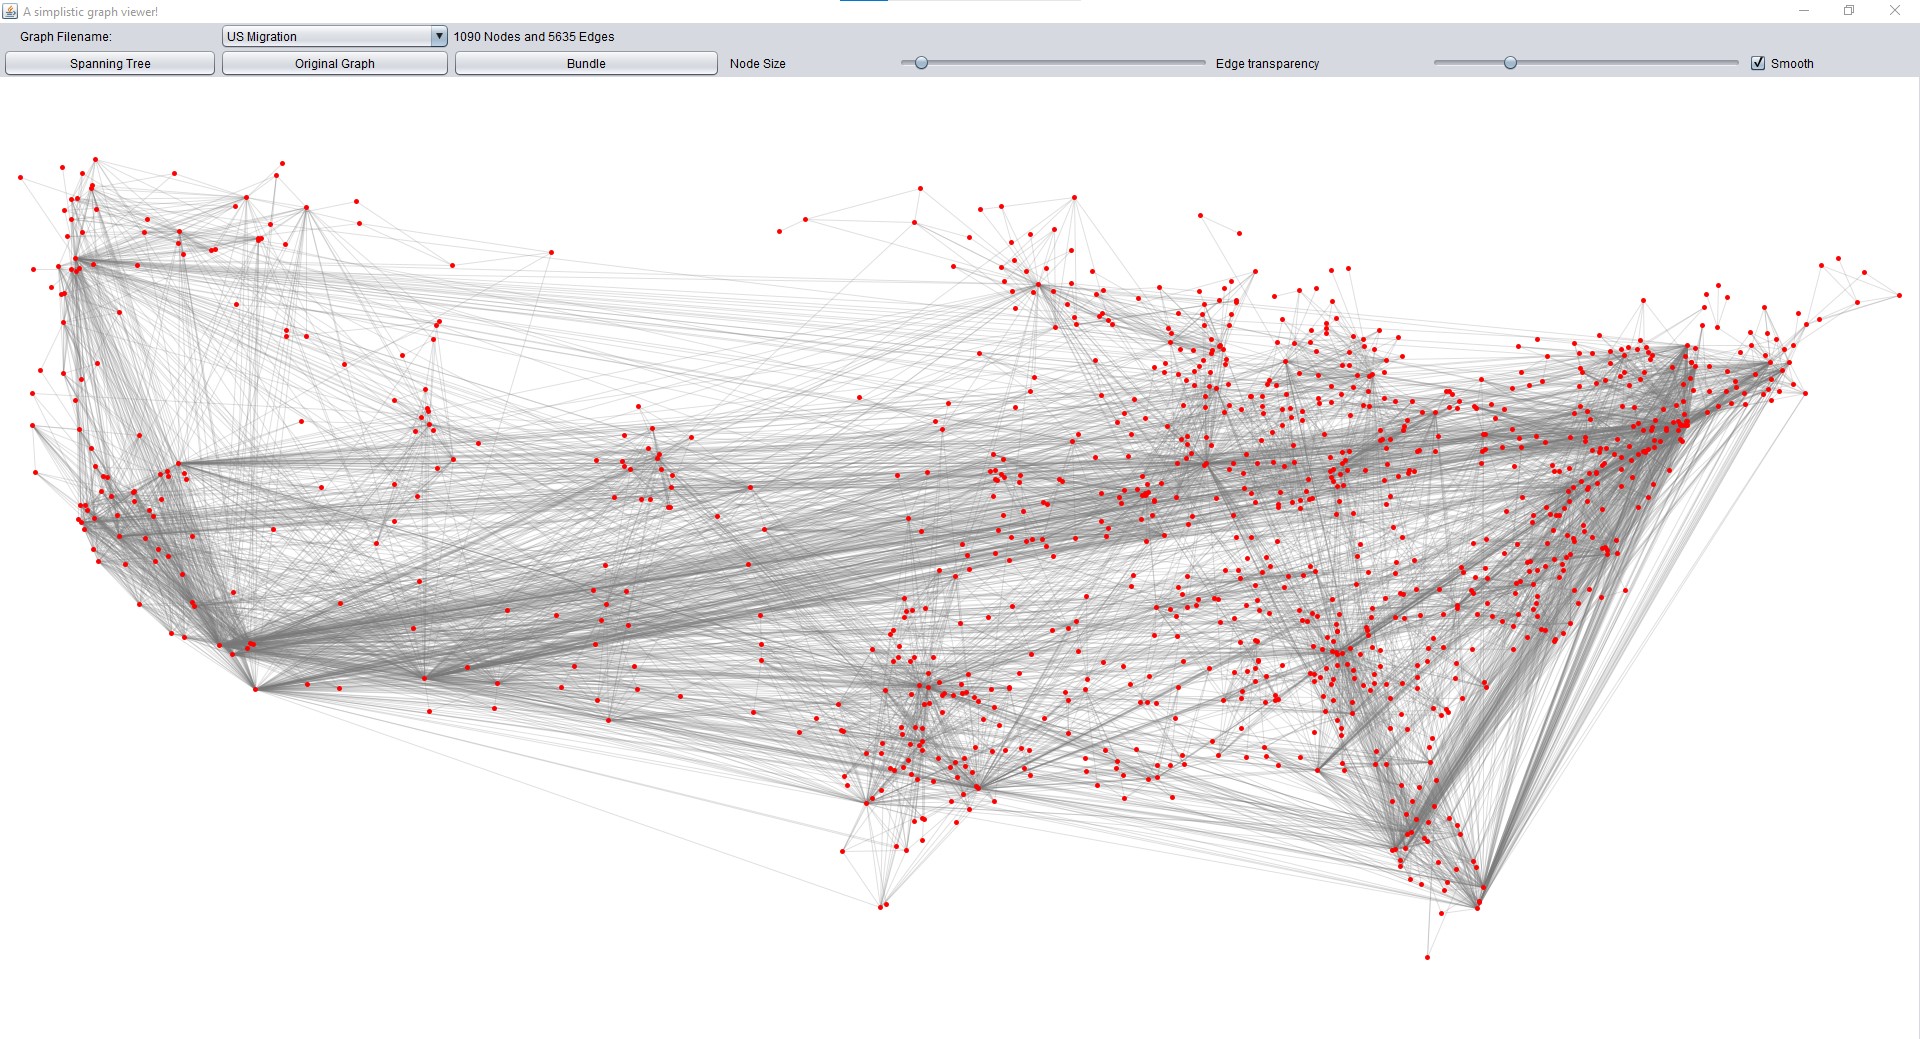 A simplistic graph viewer!
Graph Filename: US Migration 1090 Nodes and 5635 Edges
Spanning Tree Original Graph Bundle Node Size Edge transparency Smooth